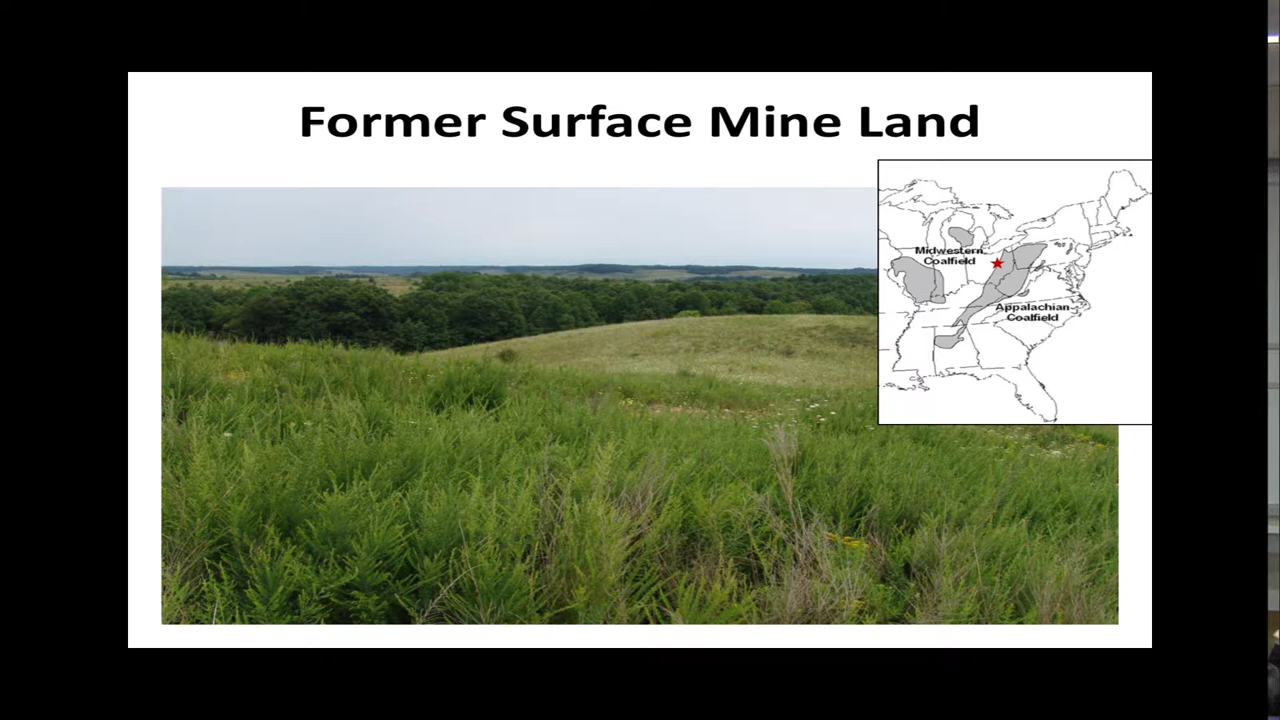 Former Surface Mine Land
Midwestern
Coalfield
Appalachian
Coalfield